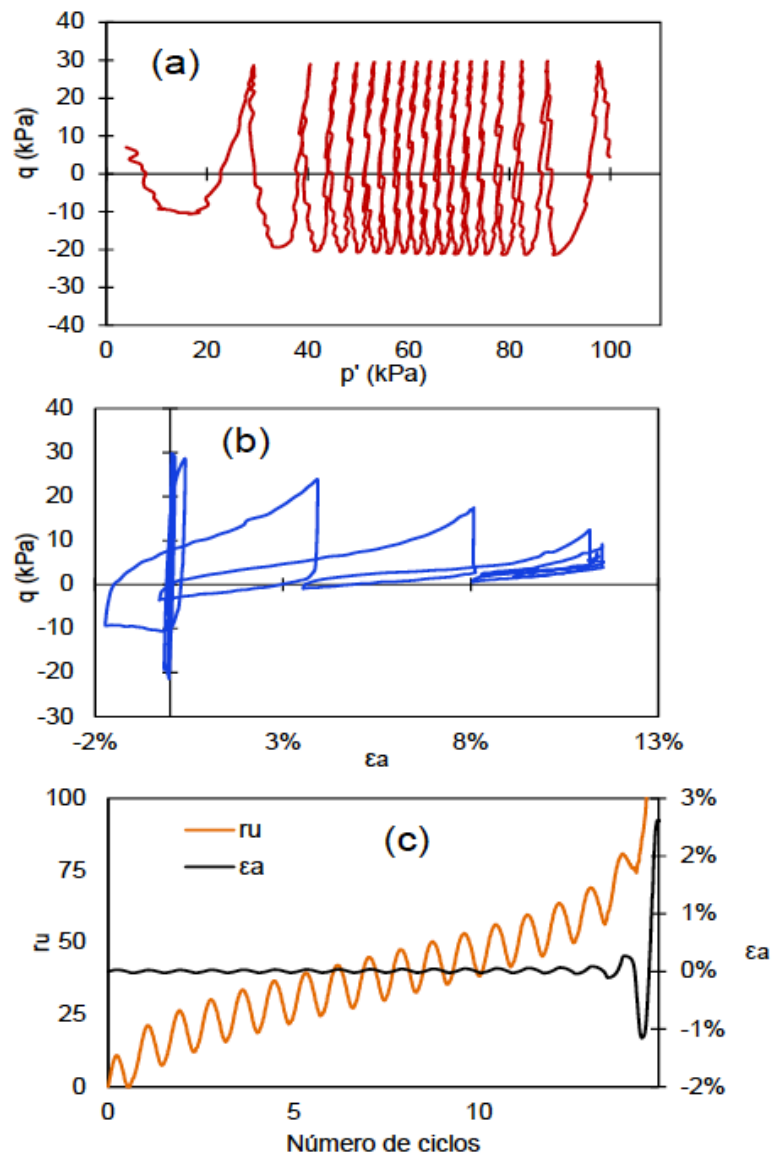 (a)
q (kPa)
40
30
20
10
0
-10
-20
-30
-40
0 20 40 60 80 100
p' (kPa)
(b)
q (kPa)
40
30
20
10
0
-10
-20
-30
-2% 3% 8% 13%
εa
(c)
ru
εa
ru
100
75
50
25
0
3%
2%
1%
0%
-1%
-2%
εa
0 5 10
Número de ciclos